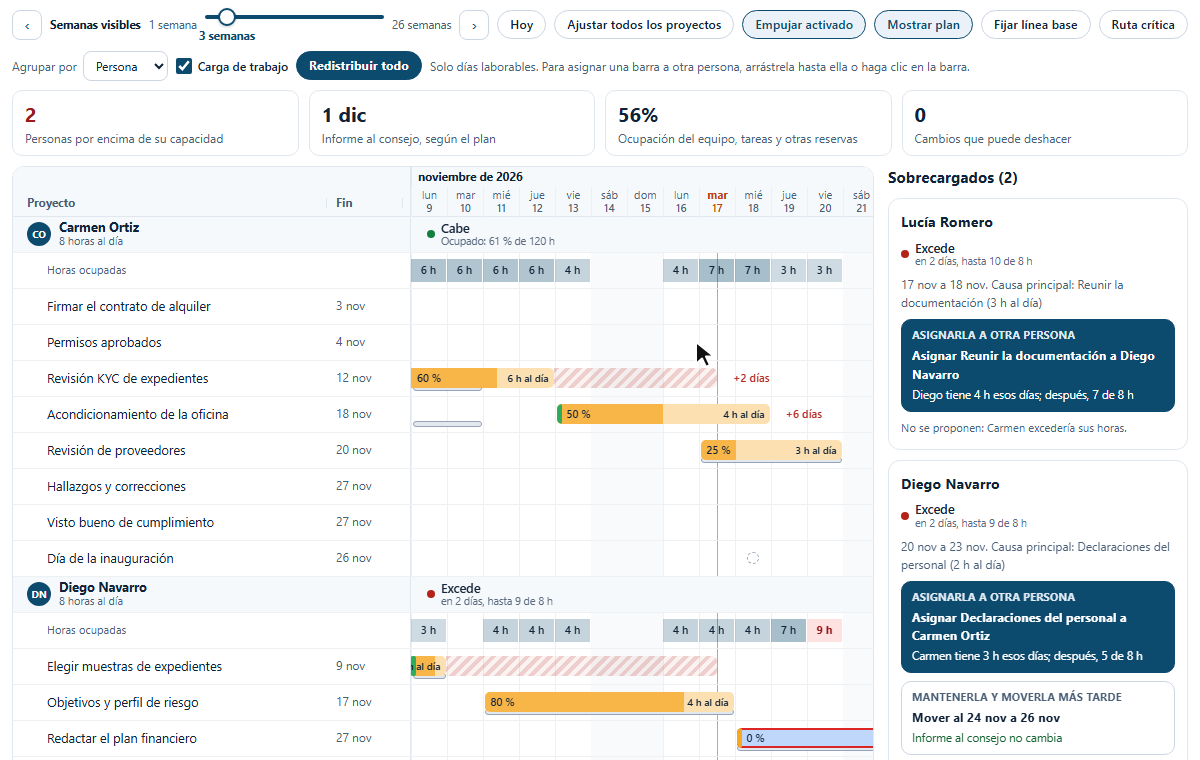 ‹ Semanas visibles 1 semana 3 semanas 26 semanas › Hoy Ajustar todos los proyectos Empujar activado Mostrar plan Fijar línea base Ruta crítica
Agrupar por Persona Carga de trabajo Redistribuir todo Solo días laborables. Para asignar una barra a otra persona, arrástrela hasta ella o haga clic en la barra.
2
Personas por encima de su capacidad
1 dic
Informe al consejo, según el plan
56%
Ocupación del equipo, tareas y otras reservas
0
Cambios que puede deshacer
noviembre de 2026
Proyecto Fin
lun mar mié jue vie sáb dom lun mar mié jue vie sáb
9 10 11 12 13 14 15 16 17 18 19 20 21
CO Carmen Ortiz
8 horas al día
Cabe
Ocupado: 61 % de 120 h
Horas ocupadas 6 h 6 h 6 h 6 h 4 h 4 h 7 h 7 h 3 h 3 h
Firmar el contrato de alquiler 3 nov
Permisos aprobados 4 nov
Revisión KYC de expedientes 12 nov 60 % 6 h al día +2 días
Acondicionamiento de la oficina 18 nov 50 % 4 h al día +6 días
Revisión de proveedores 20 nov 25 % 3 h al día
Hallazgos y correcciones 27 nov
Visto bueno de cumplimiento 27 nov
Día de la inauguración 26 nov
DN Diego Navarro
8 horas al día
Excede
en 2 días, hasta 9 de 8 h
Horas ocupadas 3 h 4 h 4 h 4 h 4 h 4 h 4 h 7 h 9 h
Elegir muestras de expedientes 9 nov al día
Objetivos y perfil de riesgo 17 nov 80 % 4 h al día
Redactar el plan financiero 27 nov 0 %
Sobrecargados (2)
Lucía Romero
Excede
en 2 días, hasta 10 de 8 h
17 nov a 18 nov. Causa principal: Reunir la
documentación (3 h al día)
ASIGNARLA A OTRA PERSONA
Asignar Reunir la documentación a Diego
Navarro
Diego tiene 4 h esos días; después, 7 de 8 h
No se proponen: Carmen excedería sus horas.
Diego Navarro
Excede
en 2 días, hasta 9 de 8 h
20 nov a 23 nov. Causa principal: Declaraciones del
personal (2 h al día)
ASIGNARLA A OTRA PERSONA
Asignar Declaraciones del personal a
Carmen Ortiz
Carmen tiene 3 h esos días; después, 5 de 8 h
MANTENERLA Y MOVERLA MÁS TARDE
Mover al 24 nov a 26 nov
Informe al consejo no cambia